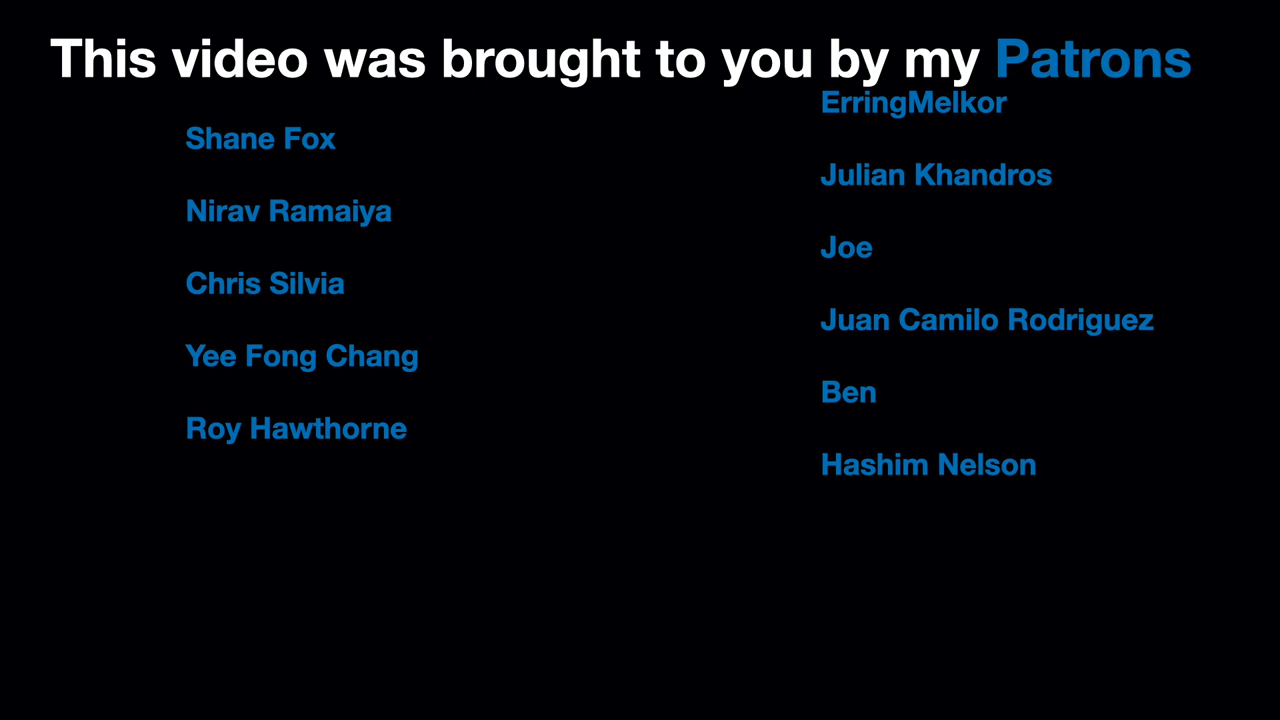 This video was brought to you by my Patrons
Shane Fox
Nirav Ramaiya
Chris Silvia
Yee Fong Chang
Roy Hawthorne
ErringMelkor
Julian Khandros
Joe
Juan Camilo Rodriguez
Ben
Hashim Nelson